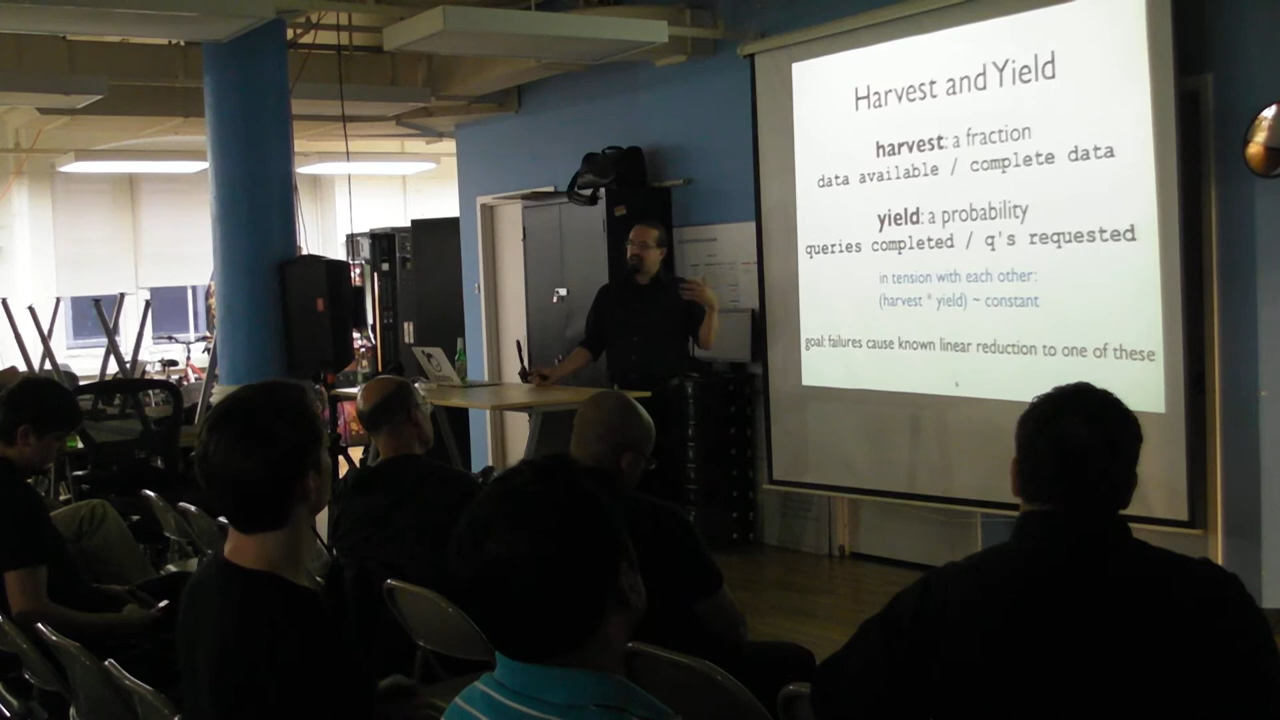 Harvest and Yield
harvest: a fraction
data available / complete data
yield: a probability
queries completed / q's requested
in tension with each other:
(harvest * yield) ~ constant
goal: failures cause known linear reduction to one of these